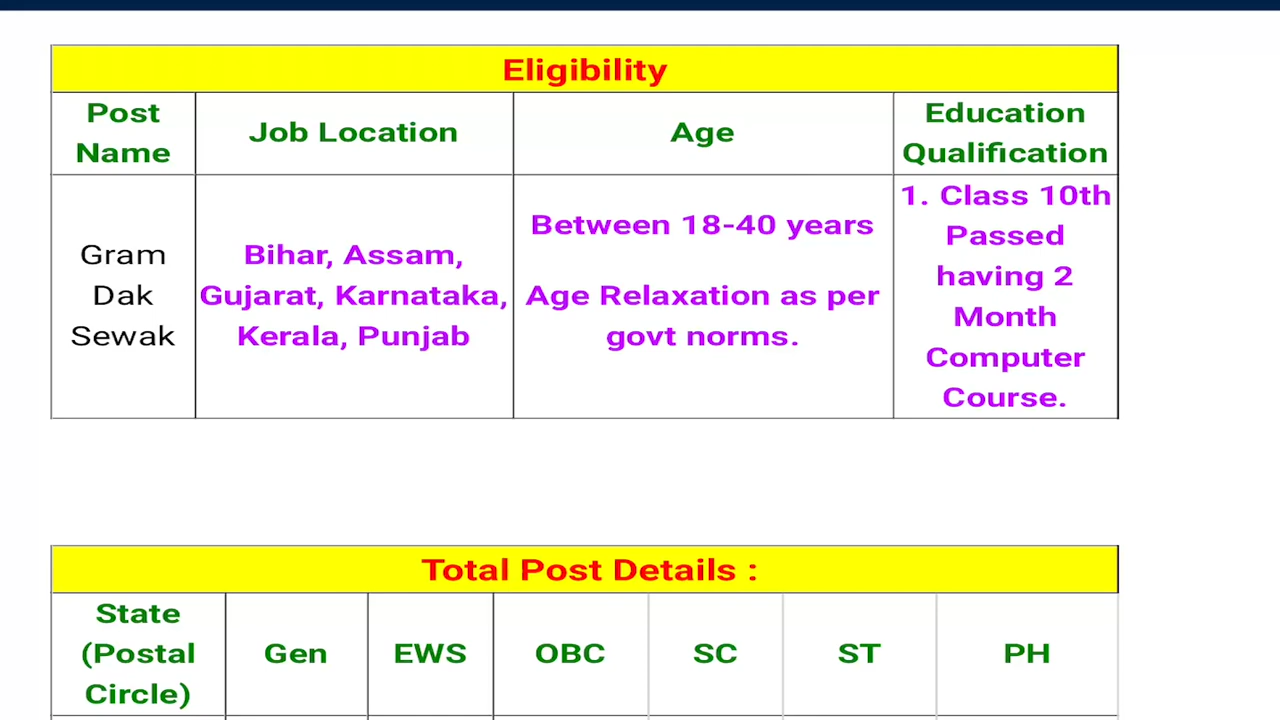 Eligibility
Post
Name
Job Location
Age
Education
Qualification
Gram
Dak
Sewak
Bihar, Assam,
Gujarat, Karnataka,
Kerala, Punjab
Between 18-40 years
Age Relaxation as per
govt norms.
1. Class 10th
Passed
having 2
Month
Computer
Course.
Total Post Details :
State
(Postal
Circle)
Gen
EWS
OBC
SC
ST
PH